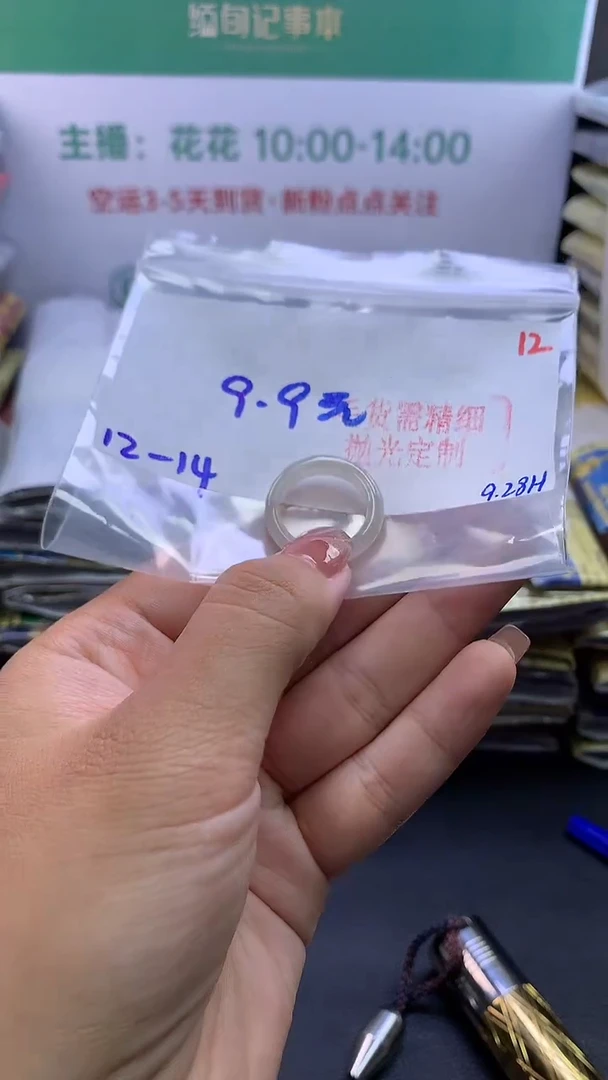 缅甸记事本
主播：花花 10:00-14:00
空运3-5天到货·新粉点点关注
12
9.9元
货需精细
抛光定制
12-14
9.28H